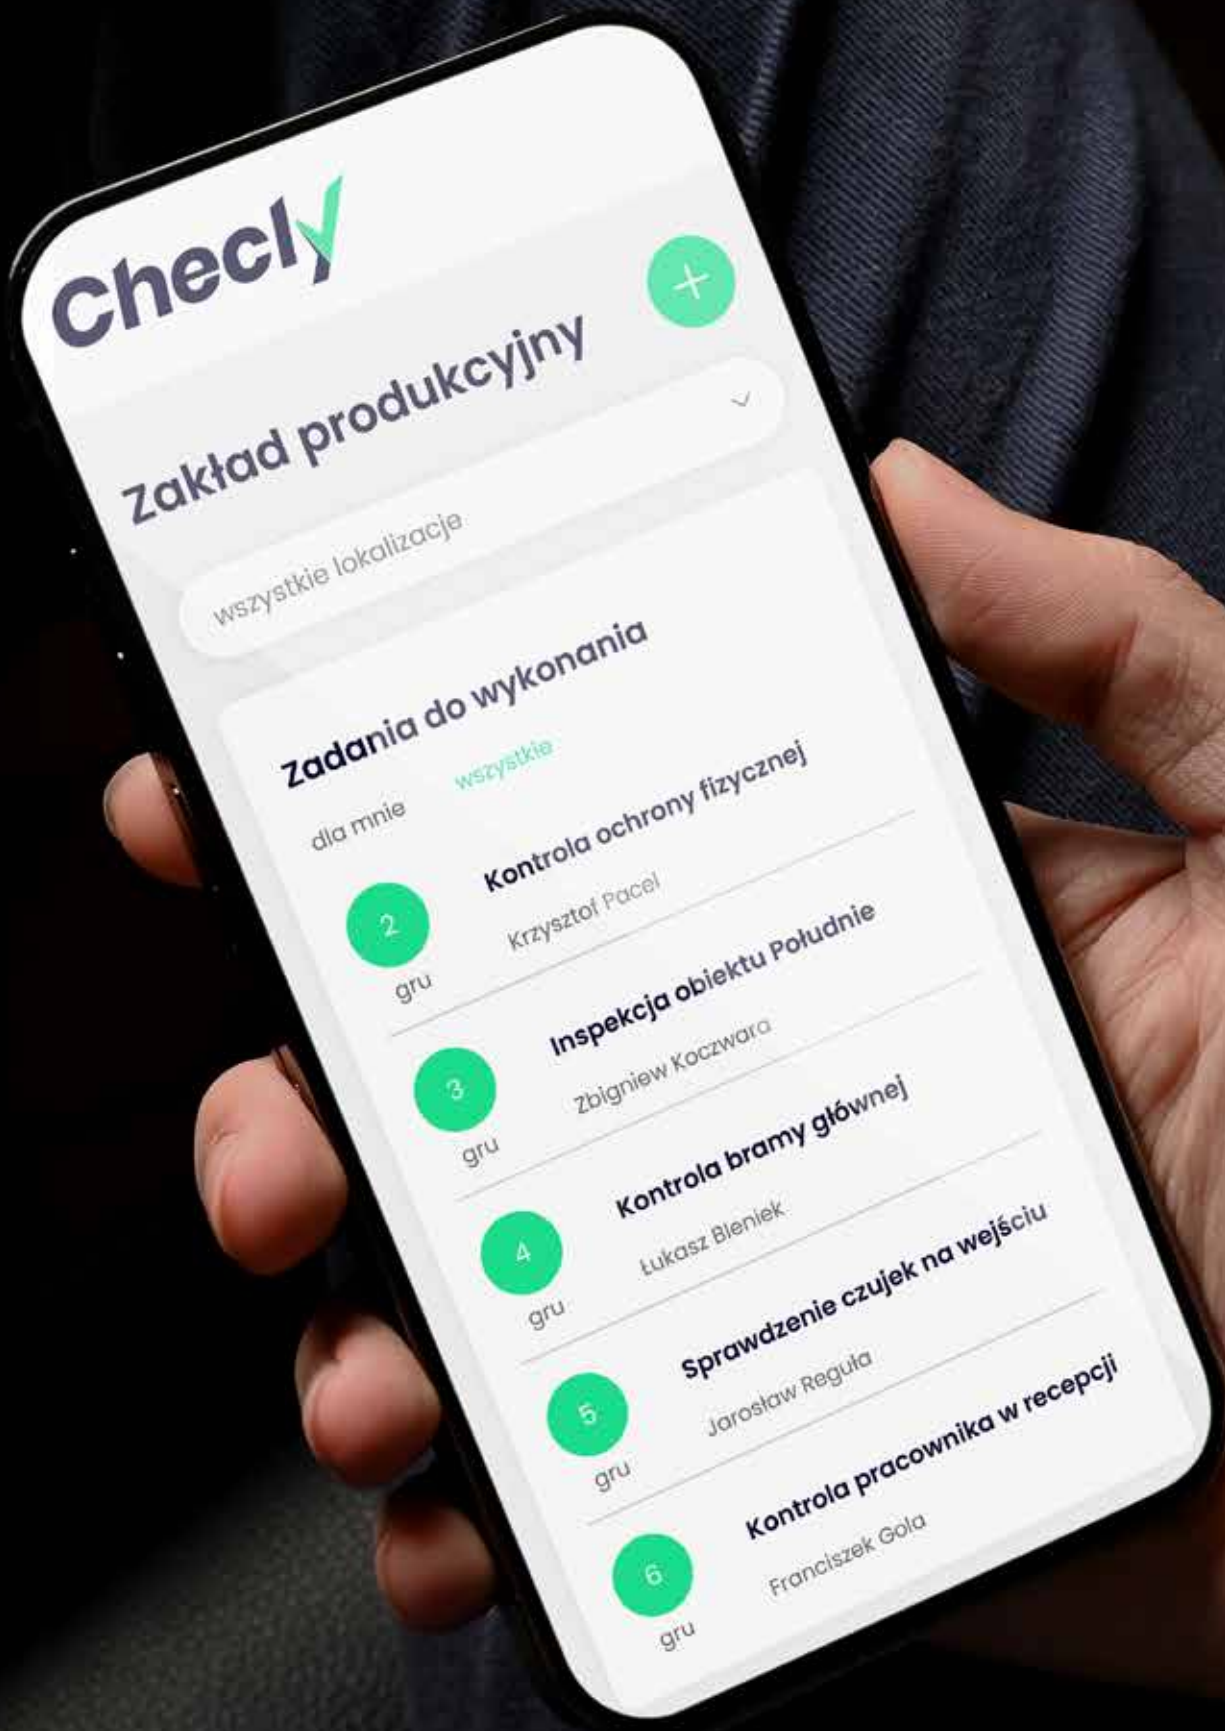 Checly
Zakład produkcyjny
+
wszystkie lokalizacje
Zadania do wykonania
dla mnie wszystkie
2 gru
Kontrola ochrony fizycznej
Krzysztof Pacel
3 gru
Inspekcja obiektu Południe
Zbigniew Koczwara
4 gru
Kontrola bramy głównej
Łukasz Bieniek
5 gru
Sprawdzenie czujek na wejściu
Jarosław Reguła
6 gru
Kontrola pracownika w recepcji
Franciszek Gola